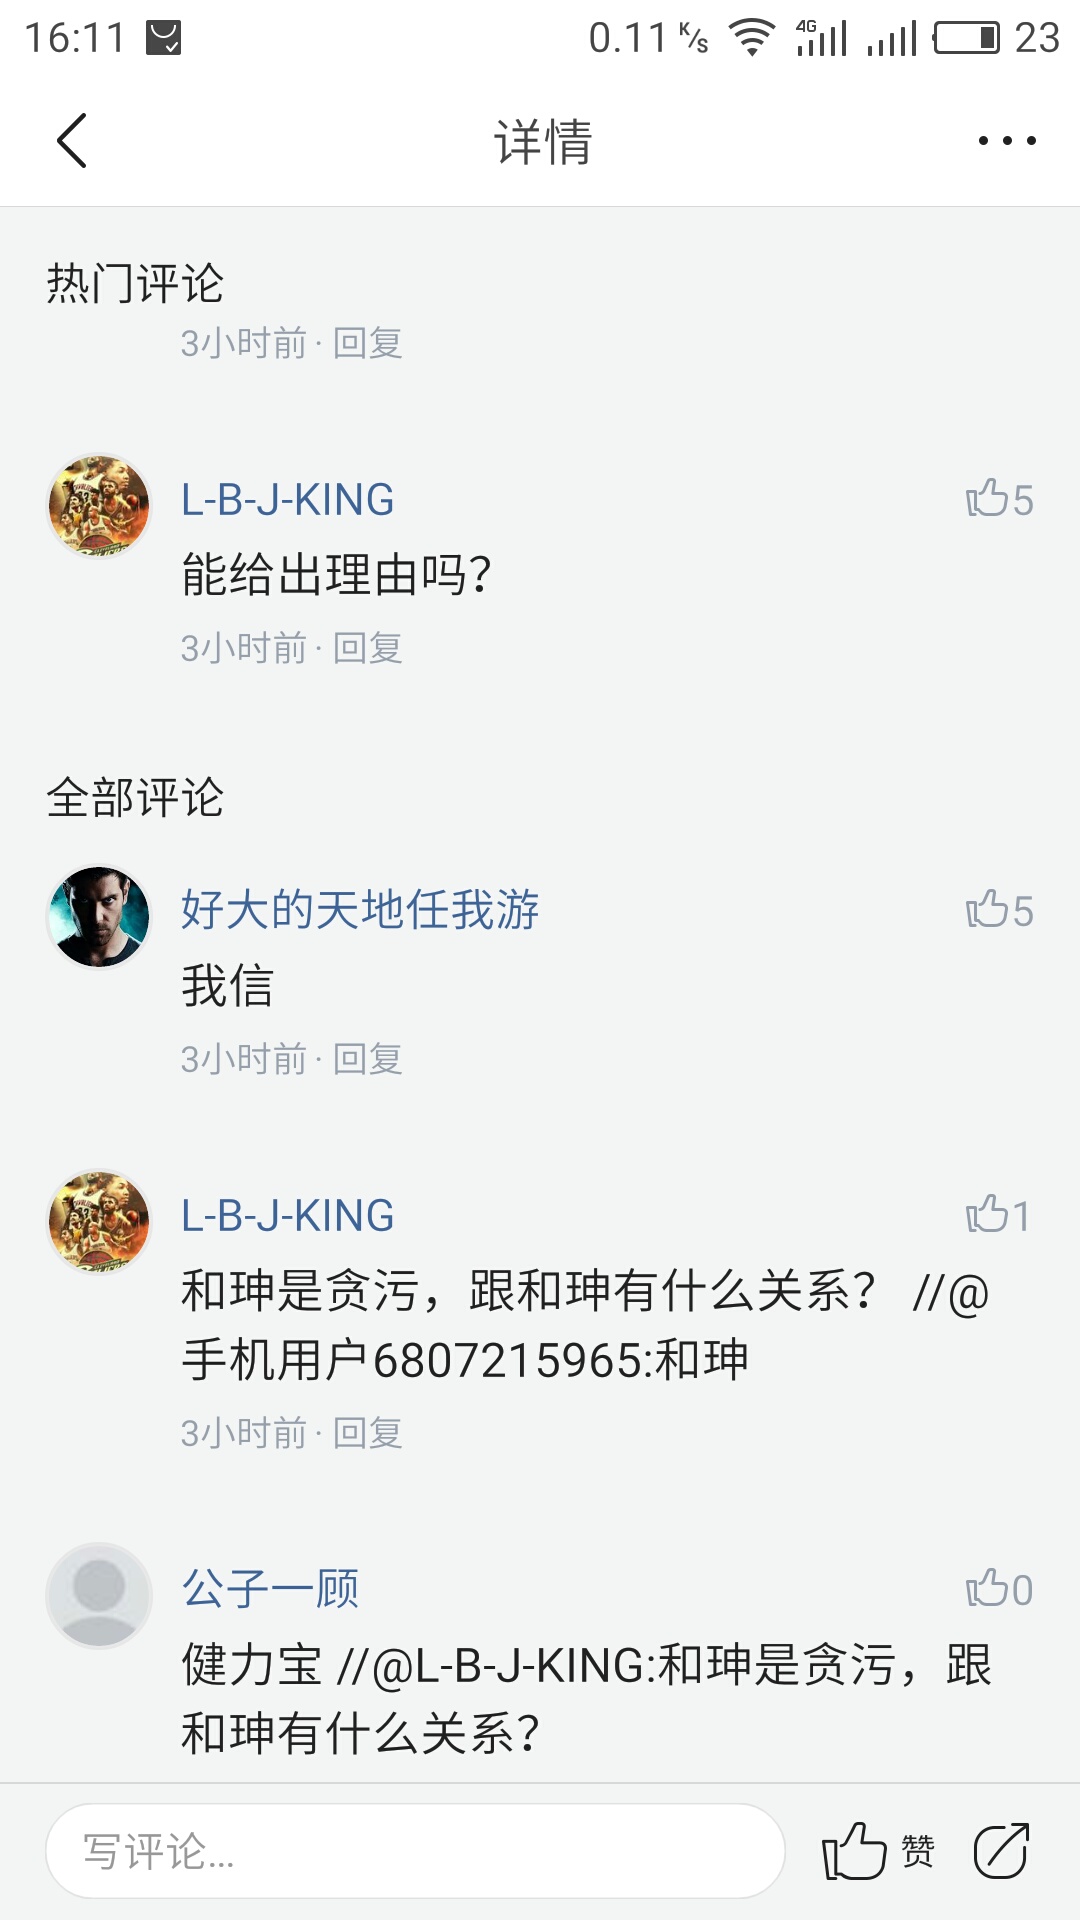 16:11
0.11 K/s 4G 23
详情
热门评论
3小时前 · 回复
L-B-J-KING
5
能给出理由吗？
3小时前 · 回复
全部评论
好大的天地任我游
5
我信
3小时前 · 回复
L-B-J-KING
1
和珅是贪污，跟和珅有什么关系？ //@
手机用户6807215965:和珅
3小时前 · 回复
公子一顾
0
健力宝 //@L-B-J-KING:和珅是贪污，跟
和珅有什么关系？
写评论...
赞